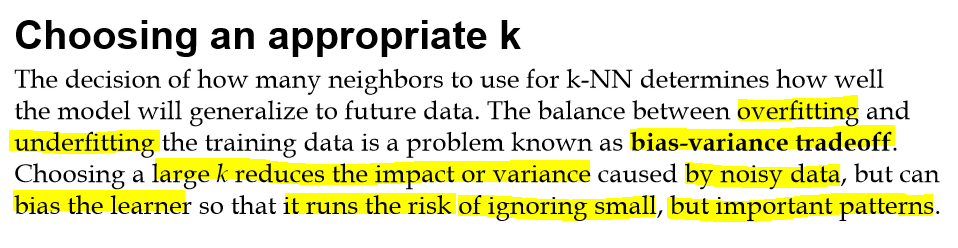 Choosing an appropriate k
The decision of how many neighbors to use for k-NN determines how well
the model will generalize to future data. The balance between overfitting and
underfitting the training data is a problem known as bias-variance tradeoff.
Choosing a large k reduces the impact or variance caused by noisy data, but can
bias the learner so that it runs the risk of ignoring small, but important patterns.